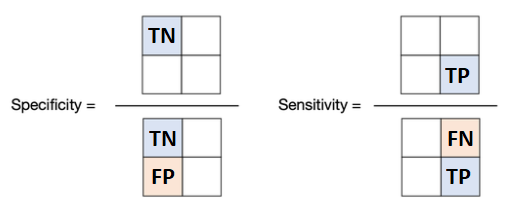 TN
TP
Specificity =
Sensitivity =
TN
FN
FP
TP